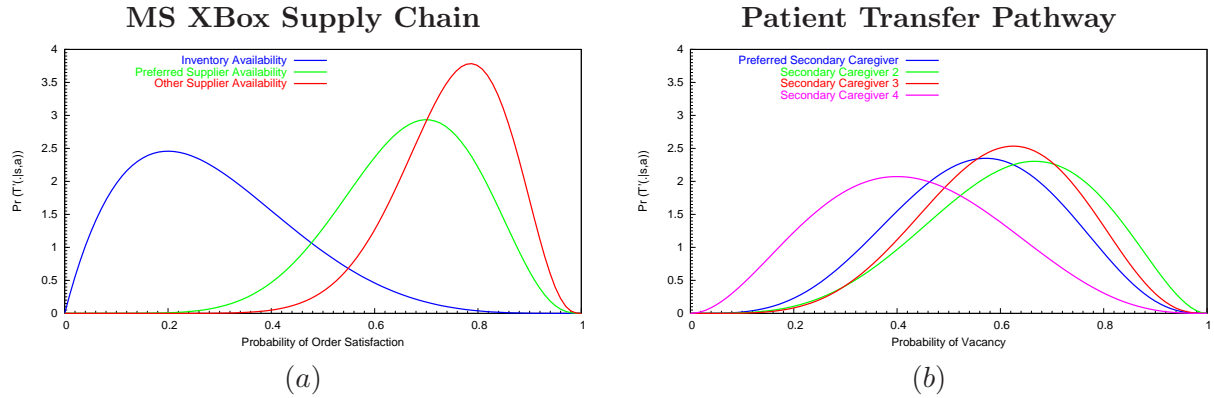 MS XBox Supply Chain
Inventory Availability
Preferred Supplier Availability
Other Supplier Availability
Pr (T'(.|s,a))
4
3.5
3
2.5
2
1.5
1
0.5
0
0 0.2 0.4 0.6 0.8 1
Probability of Order Satisfaction
(a)
Patient Transfer Pathway
Preferred Secondary Caregiver
Secondary Caregiver 2
Secondary Caregiver 3
Secondary Caregiver 4
Pr (T'(.|s,a))
4
3.5
3
2.5
2
1.5
1
0.5
0
0 0.2 0.4 0.6 0.8 1
Probability of Vacancy
(b)